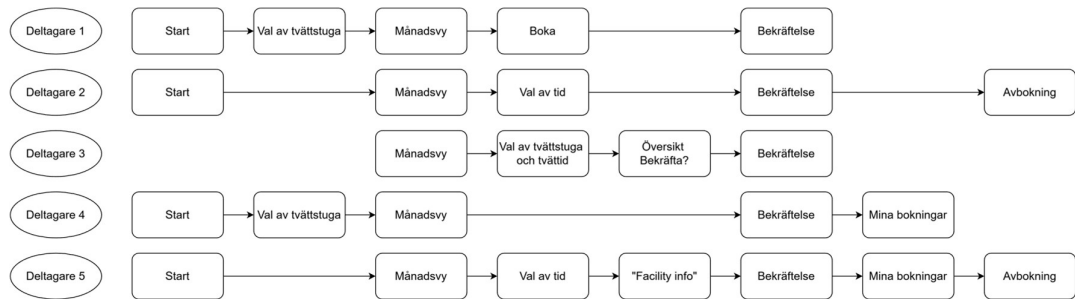 Deltagare 1
Start
Val av tvättstuga
Månadsvy
Boka
Bekräftelse
Deltagare 2
Start
Månadsvy
Val av tid
Bekräftelse
Avbokning
Deltagare 3
Månadsvy
Val av tvättstuga
och tvättid
Översikt
Bekräfta?
Bekräftelse
Deltagare 4
Start
Val av tvättstuga
Månadsvy
Bekräftelse
Mina bokningar
Deltagare 5
Start
Månadsvy
Val av tid
"Facility info"
Bekräftelse
Mina bokningar
Avbokning